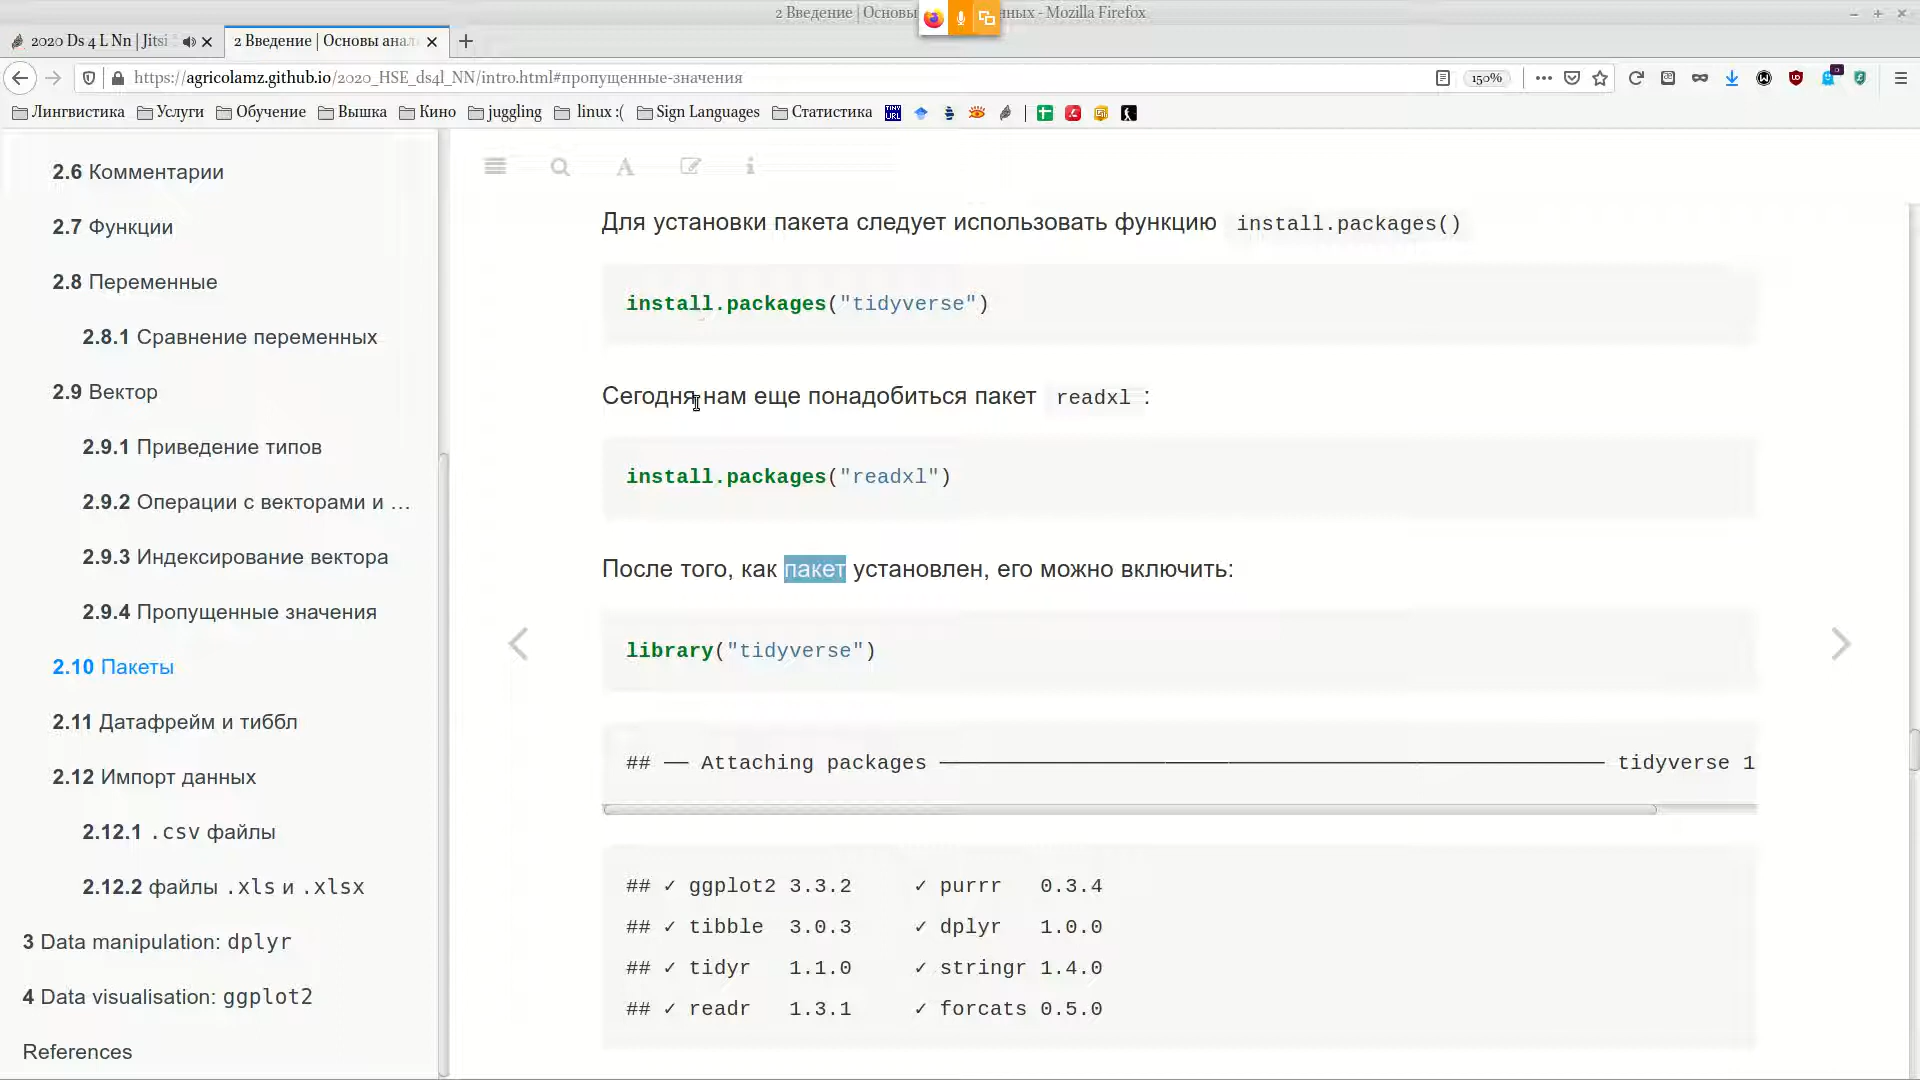 2 Введение | Основы
нных - Mozilla Firefox
2020 Ds 4 L Nn | Jitsi
2 Введение | Основы анал
https://agricolamz.github.io/2020_HSE_ds4l_NN/intro.html#пропущенные-значения
150%
Лингвистика Услуги Обучение Вышка Кино juggling linux :( Sign Languages Статистика
2.6 Комментарии
2.7 Функции
2.8 Переменные
2.8.1 Сравнение переменных
2.9 Вектор
2.9.1 Приведение типов
2.9.2 Операции с векторами и …
2.9.3 Индексирование вектора
2.9.4 Пропущенные значения
2.10 Пакеты
2.11 Датафрейм и тиббл
2.12 Импорт данных
2.12.1 .csv файлы
2.12.2 файлы .xls и .xlsx
3 Data manipulation: dplyr
4 Data visualisation: ggplot2
References
Для установки пакета следует использовать функцию install.packages()
install.packages("tidyverse")
Сегодня нам еще понадобиться пакет readxl :
install.packages("readxl")
После того, как пакет установлен, его можно включить:
library("tidyverse")
## ── Attaching packages ──────────────────── tidyverse 1
## ✓ ggplot2 3.3.2 ✓ purrr 0.3.4
## ✓ tibble 3.0.3 ✓ dplyr 1.0.0
## ✓ tidyr 1.1.0 ✓ stringr 1.4.0
## ✓ readr 1.3.1 ✓ forcats 0.5.0